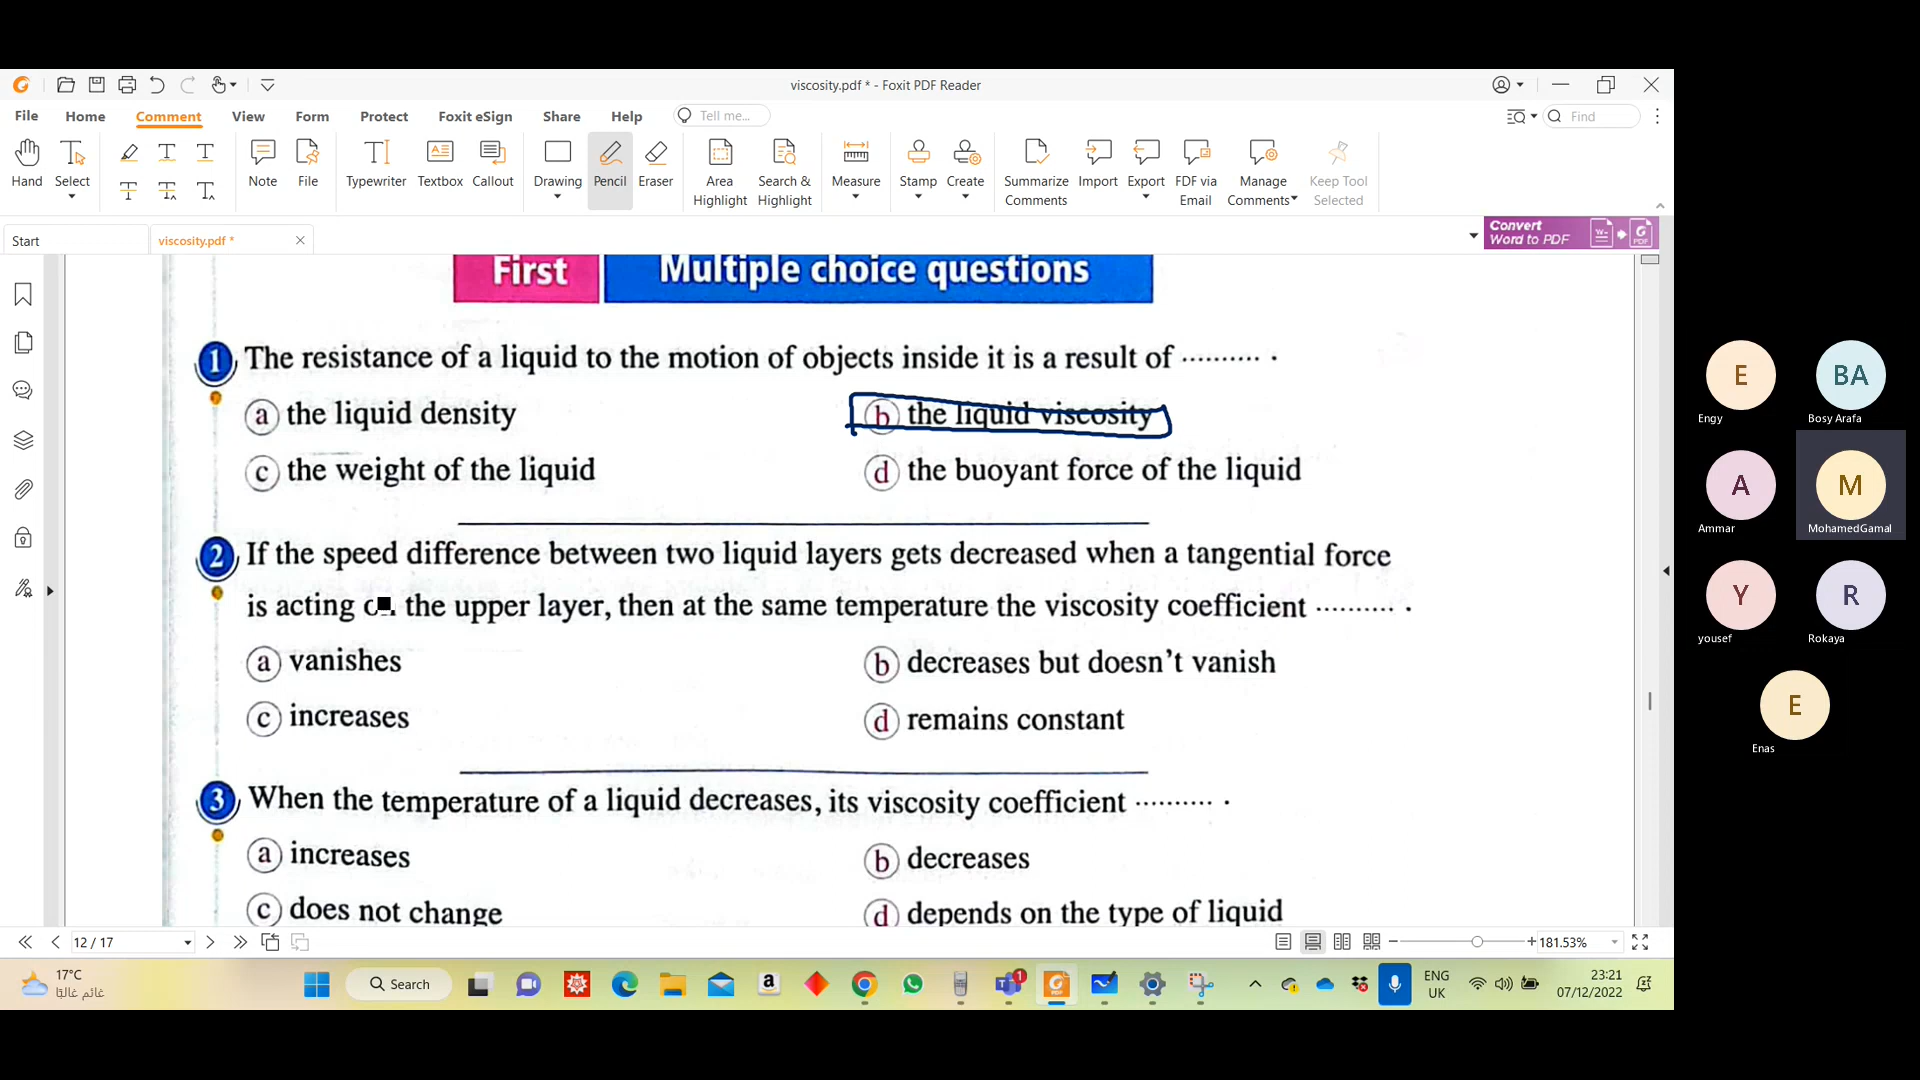 viscosity.pdf * - Foxit PDF Reader
File Home Comment View Form Protect Foxit eSign Share Help Tell me... Find
Hand Select Note File Typewriter Textbox Callout Drawing Pencil Eraser Area Highlight Search & Highlight Measure Stamp Create Summarize Comments Import Export FDF via Email Manage Comments Keep Tool Selected
Start viscosity.pdf * Convert Word to PDF
First Multiple choice questions
1 The resistance of a liquid to the motion of objects inside it is a result of .......... .
a the liquid density b the liquid viscosity
c the weight of the liquid d the buoyant force of the liquid
2 If the speed difference between two liquid layers gets decreased when a tangential force
is acting the upper layer, then at the same temperature the viscosity coefficient .......... .
a vanishes b decreases but doesn't vanish
c increases d remains constant
3 When the temperature of a liquid decreases, its viscosity coefficient .......... .
a increases b decreases
c does not change d depends on the type of liquid
12 / 17 181.53%
17°C
غائم غالبًا
Search
1
ENG
UK
23:21
07/12/2022
E BA
Engy Bosy Arafa
A M
Ammar MohamedGamal
Y R
yousef Rokaya
E
Enas